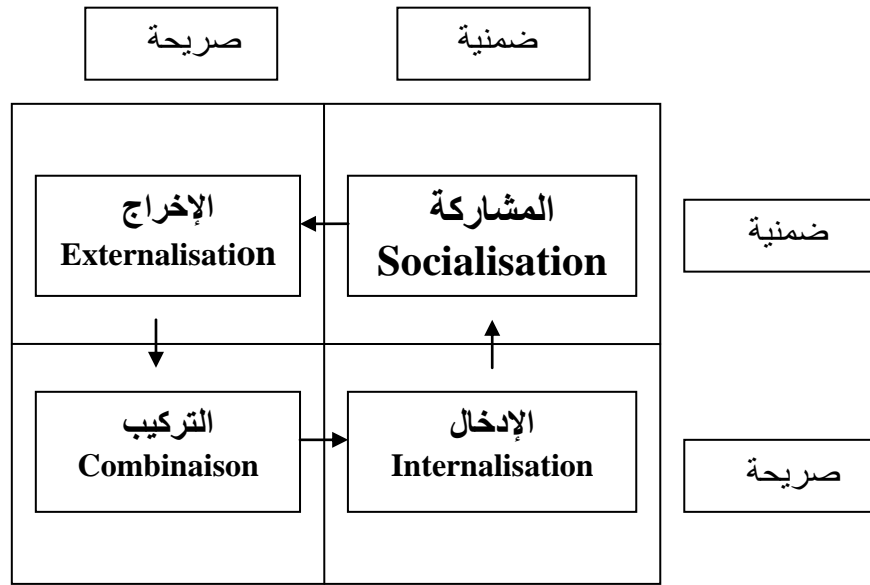 ضمنية
صريحة
المشاركة
Socialisation
الإخراج
Externalisation
ضمنية
الإدخال
Internalisation
التركيب
Combinaison
صريحة